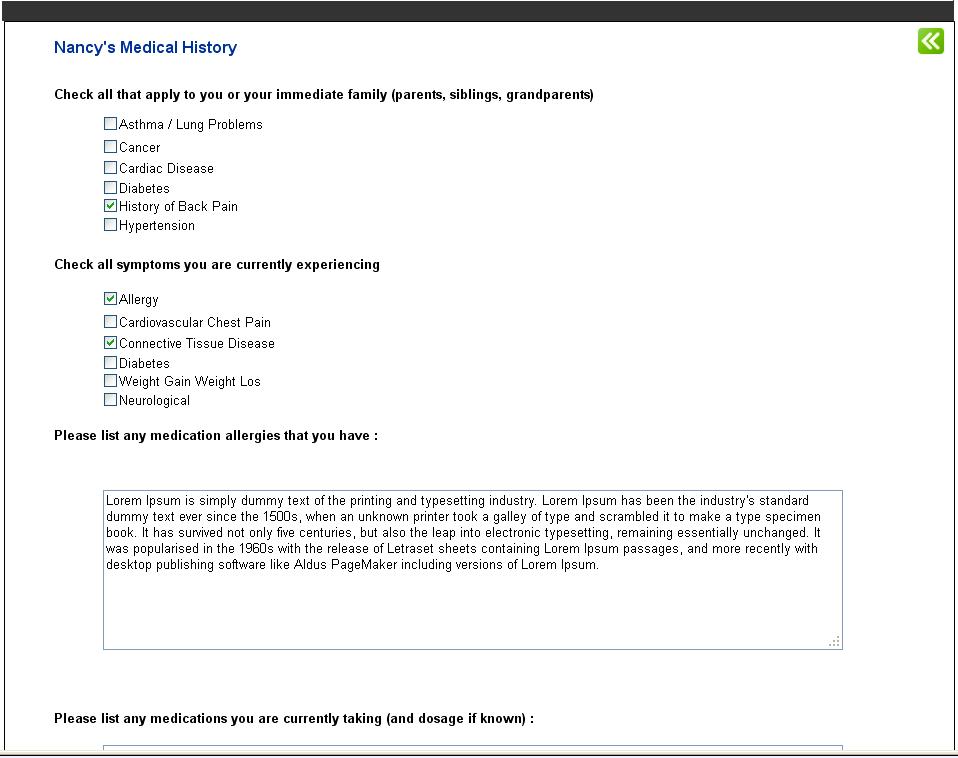 Nancy's Medical History
Check all that apply to you or your immediate family (parents, siblings, grandparents)
Asthma / Lung Problems
Cancer
Cardiac Disease
Diabetes
History of Back Pain
Hypertension
Check all symptoms you are currently experiencing
Allergy
Cardiovascular Chest Pain
Connective Tissue Disease
Diabetes
Weight Gain Weight Los
Neurological
Please list any medication allergies that you have :
Lorem Ipsum is simply dummy text of the printing and typesetting industry. Lorem Ipsum has been the industry's standard
dummy text ever since the 1500s, when an unknown printer took a galley of type and scrambled it to make a type specimen
book. It has survived not only five centuries, but also the leap into electronic typesetting, remaining essentially unchanged. It
was popularised in the 1960s with the release of Letraset sheets containing Lorem Ipsum passages, and more recently with
desktop publishing software like Aldus PageMaker including versions of Lorem Ipsum.
Please list any medications you are currently taking (and dosage if known) :